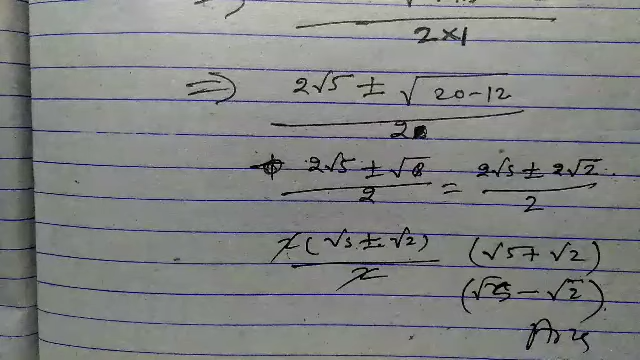 2×1
⇒ 2√5 ± √20-12 / 2
2√5 ± √8 / 2 = 2√5 ± 2√2 / 2
2(√5 ± √2) / 2 (√5+√2)
(√5 - √2)
Ans